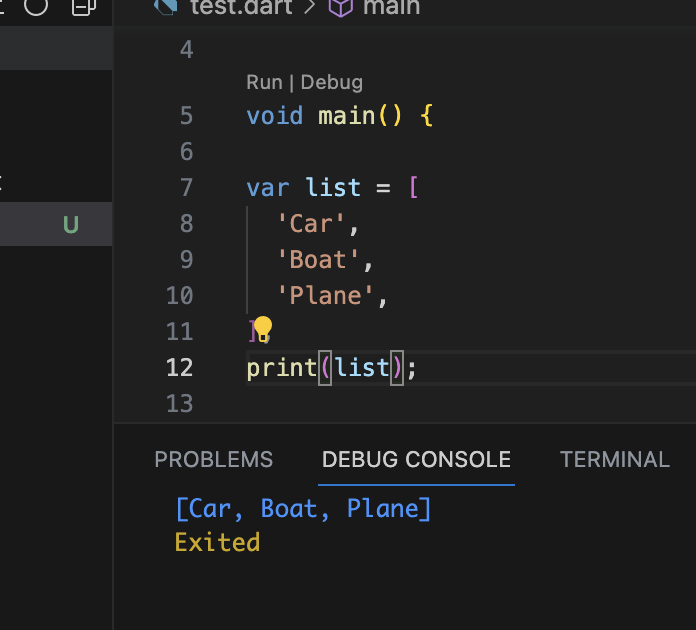 test.dart > main
4
Run | Debug
5 void main() {
6
7 var list = [
8 'Car',
9 'Boat',
10 'Plane',
U
11 ];
12 print(list);
13
PROBLEMS DEBUG CONSOLE TERMINAL
[Car, Boat, Plane]
Exited